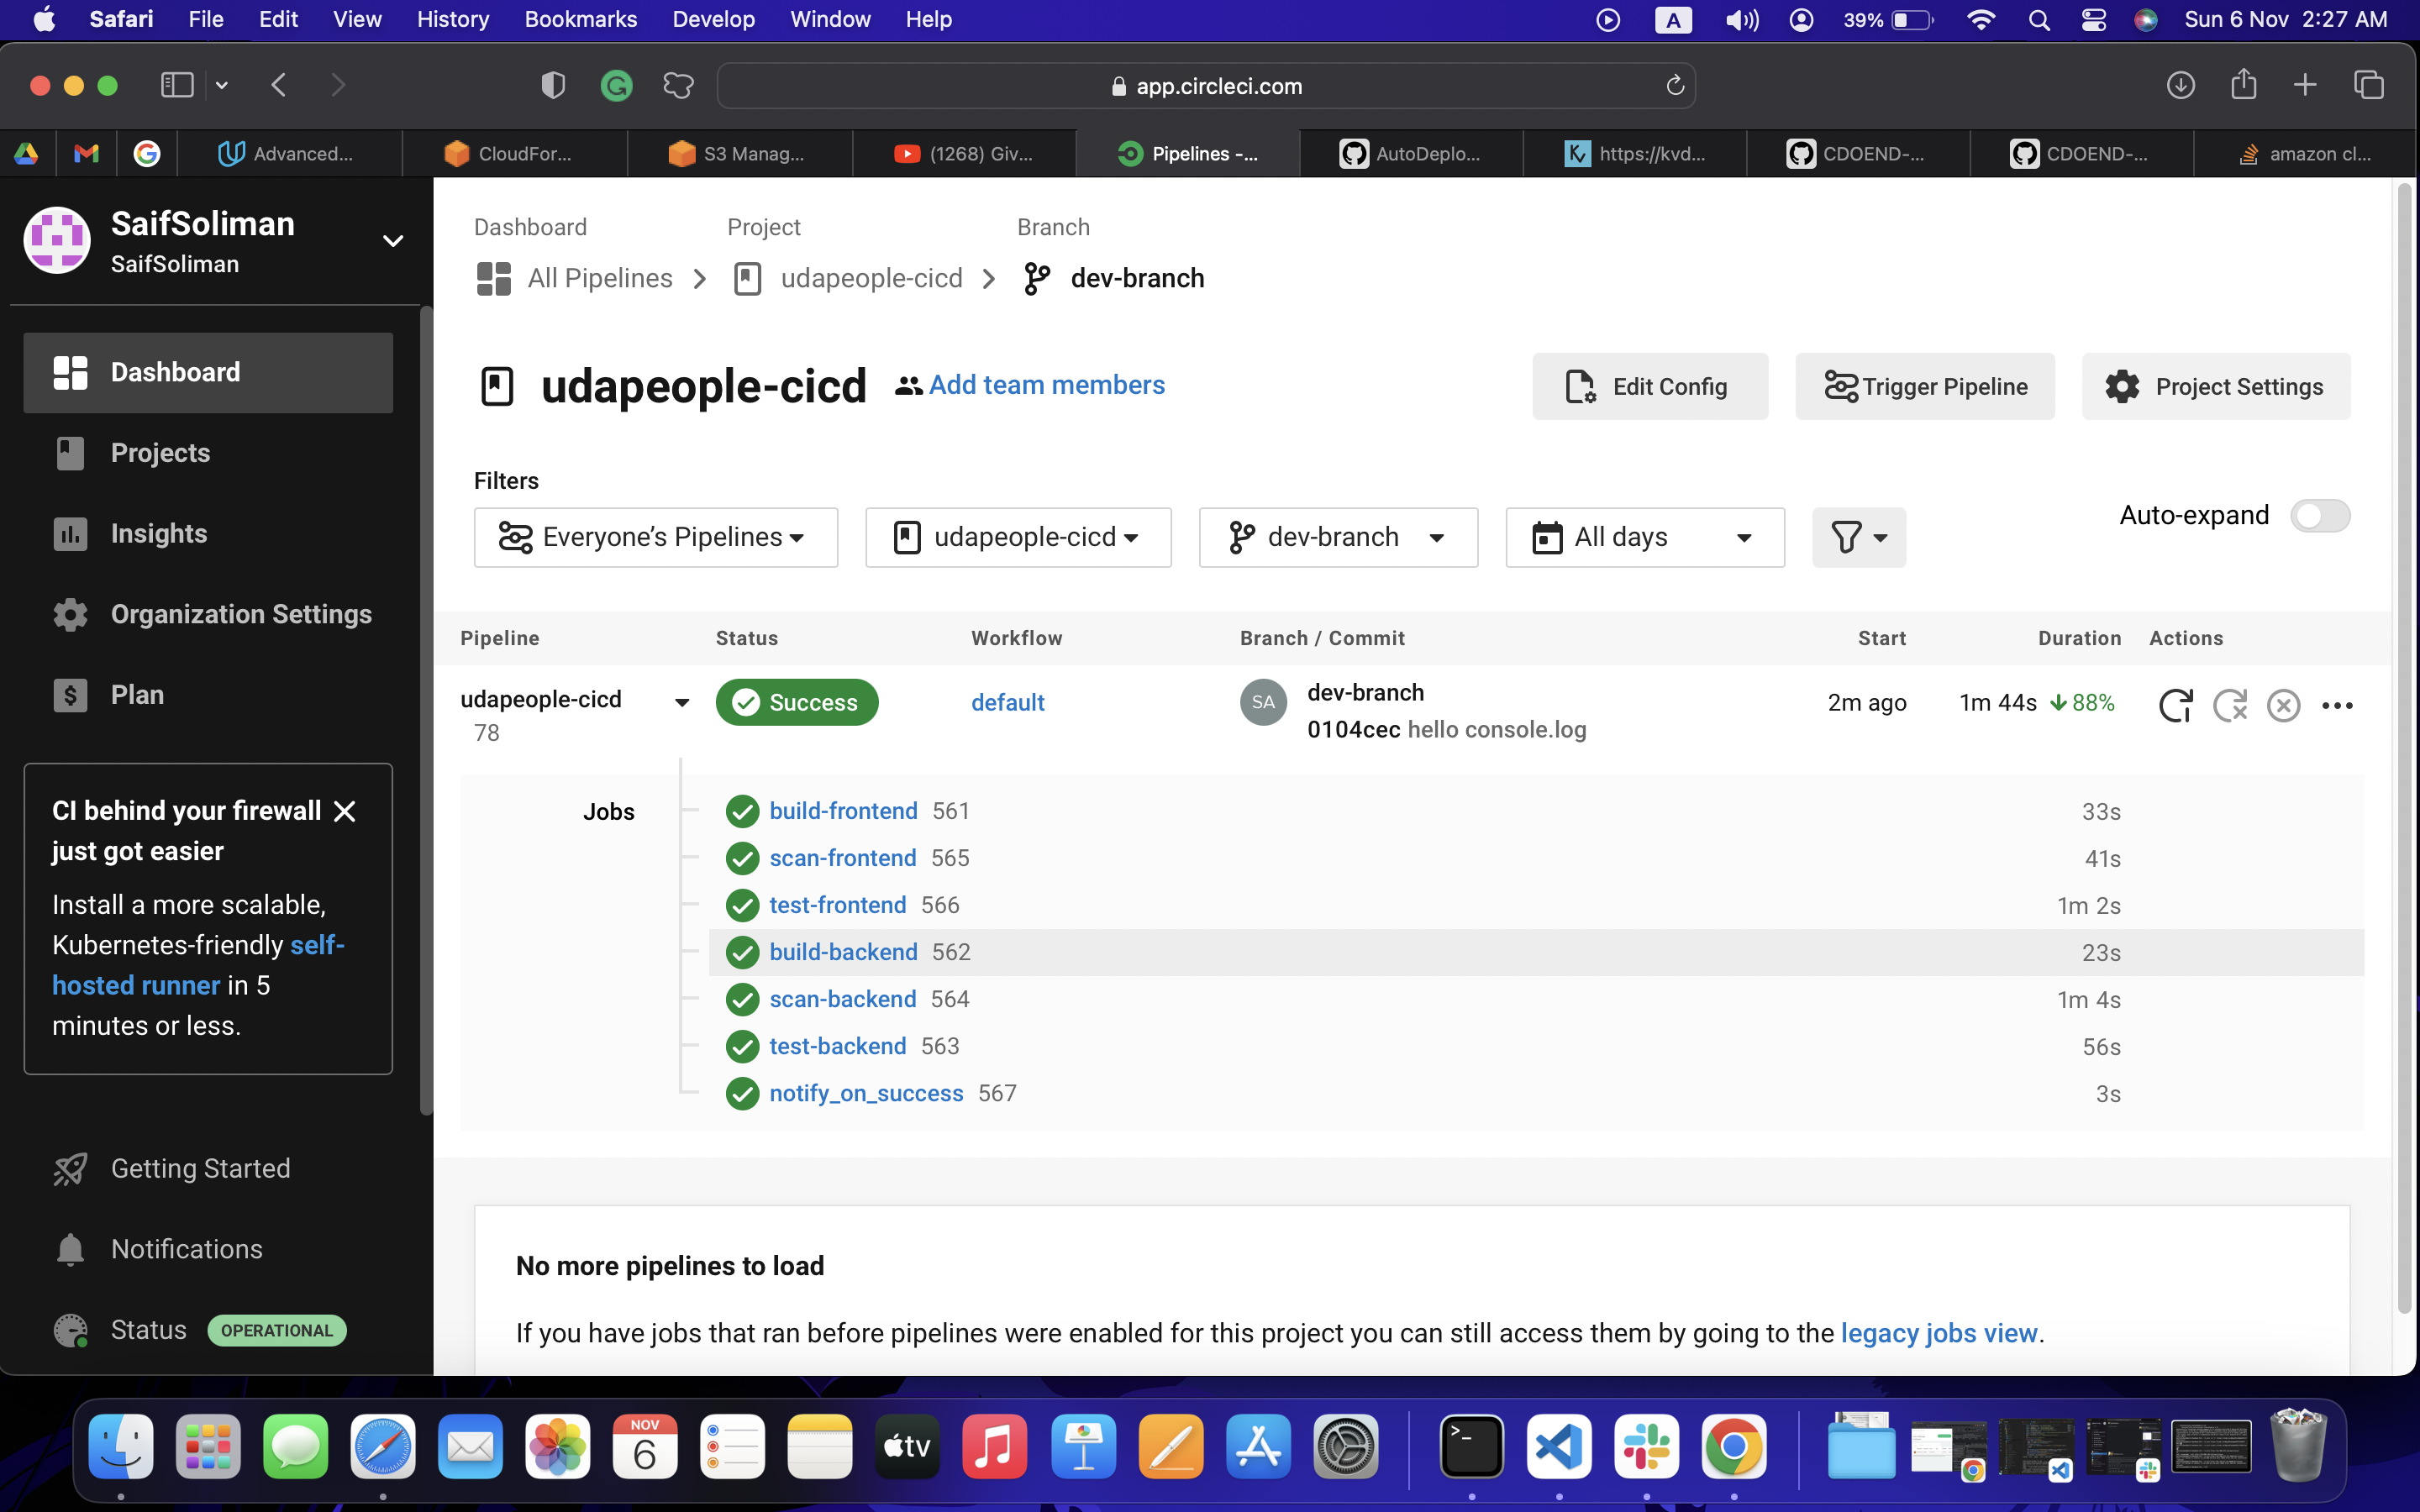 Safari File Edit View History Bookmarks Develop Window Help A 39% Sun 6 Nov 2:27 AM
app.circleci.com
Advanced... CloudFor... S3 Manag... (1268) Giv... Pipelines -... AutoDeplo... https://kvd... CDOEND-... CDOEND-... amazon cl...
SaifSoliman
SaifSoliman
Dashboard
Projects
Insights
Organization Settings
Plan
CI behind your firewall
just got easier
Install a more scalable,
Kubernetes-friendly self-
hosted runner in 5
minutes or less.
Getting Started
Notifications
Status OPERATIONAL
Dashboard Project Branch
All Pipelines udapeople-cicd dev-branch
udapeople-cicd Add team members Edit Config Trigger Pipeline Project Settings
Filters
Everyone’s Pipelines udapeople-cicd dev-branch All days Auto-expand
Pipeline Status Workflow Branch / Commit Start Duration Actions
udapeople-cicd Success default SA dev-branch 2m ago 1m 44s 88%
78 0104cec hello console.log
Jobs build-frontend 561 33s
scan-frontend 565 41s
test-frontend 566 1m 2s
build-backend 562 23s
scan-backend 564 1m 4s
test-backend 563 56s
notify_on_success 567 3s
No more pipelines to load
If you have jobs that ran before pipelines were enabled for this project you can still access them by going to the legacy jobs view.
NOV
6
tv